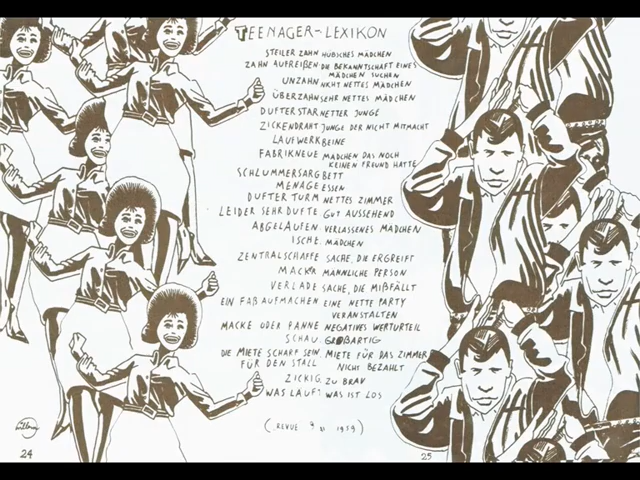 TEENAGER-LEXIKON
STEILER ZAHN HÜBSCHES MÄDCHEN
ZAHN AUFREIẞEN DIE BEKANNTSCHAFT EINES
MÄDCHEN SUCHEN
UNZAHN NICHT NETTES MÄDCHEN
ÜBERZAHN SEHR NETTES MÄDCHEN
DUFTER STAR NETTER JUNGE
ZICKENDRAHT JUNGE DER NICHT MITMACHT
LAUFWERK BEINE
FABRIKNEUE MÄDCHEN DAS NOCH
KEINEN FREUND HATTE
SCHLUMMERSARG BETT
MENAGE ESSEN
DUFTER TURM NETTES ZIMMER
LEIDER SEHR DUFTE GUT AUSSEHEND
ABGELAUFEN VERLASSENES MÄDCHEN
ISCHE MÄDCHEN
ZENTRALSCHAFFE SACHE, DIE ERGREIFT
MACKER MÄNNLICHE PERSON
VERLADE SACHE, DIE MIẞFÄLLT
EIN FAẞ AUFMACHEN EINE NETTE PARTY
VERANSTALTEN
MACKE ODER PANNE NEGATIVES WERTURTEIL
SCHAU GROẞARTIG
DIE MIETE SCHARF SEIN MIETE FÜR DAS ZIMMER
FÜR DEN STALL NICHT BEZAHLT
ZICKIG, ZU BRAV
WAS LÄUFT WAS IST LOS
(REVUE 1959)
24
25